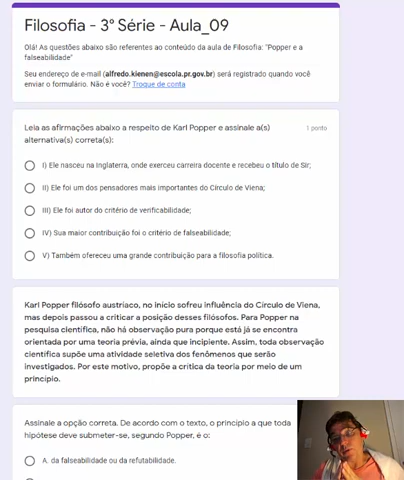 Filosofia - 3º Série - Aula_09
Olá! As questões abaixo são referentes ao conteúdo da aula de Filosofia: "Popper e a
falseabilidade"
Seu endereço de e-mail (alfredo.kienen@escola.pr.gov.br) será registrado quando você
enviar o formulário. Não é você? Troque de conta
Leia as afirmações abaixo a respeito de Karl Popper e assinale a(s)
alternativa(s) correta(s):
1 ponto
I) Ele nasceu na Inglaterra, onde exerceu carreira docente e recebeu o título de Sir;
II) Ele foi um dos pensadores mais importantes do Círculo de Viena;
III) Ele foi autor do critério de verificabilidade;
IV) Sua maior contribuição foi o critério de falseabilidade;
V) Também ofereceu uma grande contribuição para a filosofia política.
Karl Popper filósofo austríaco, no início sofreu influência do Círculo de Viena,
mas depois passou a criticar a posição desses filósofos. Para Popper na
pesquisa científica, não há observação pura porque está já se encontra
orientada por uma teoria prévia, ainda que incipiente. Assim, toda observação
científica supõe uma atividade seletiva dos fenômenos que serão
investigados. Por este motivo, propõe a crítica da teoria por meio de um
princípio.
Assinale a opção correta. De acordo com o texto, o princípio a que toda
hipótese deve submeter-se, segundo Popper, é o:
A. da falseabilidade ou da refutabilidade.